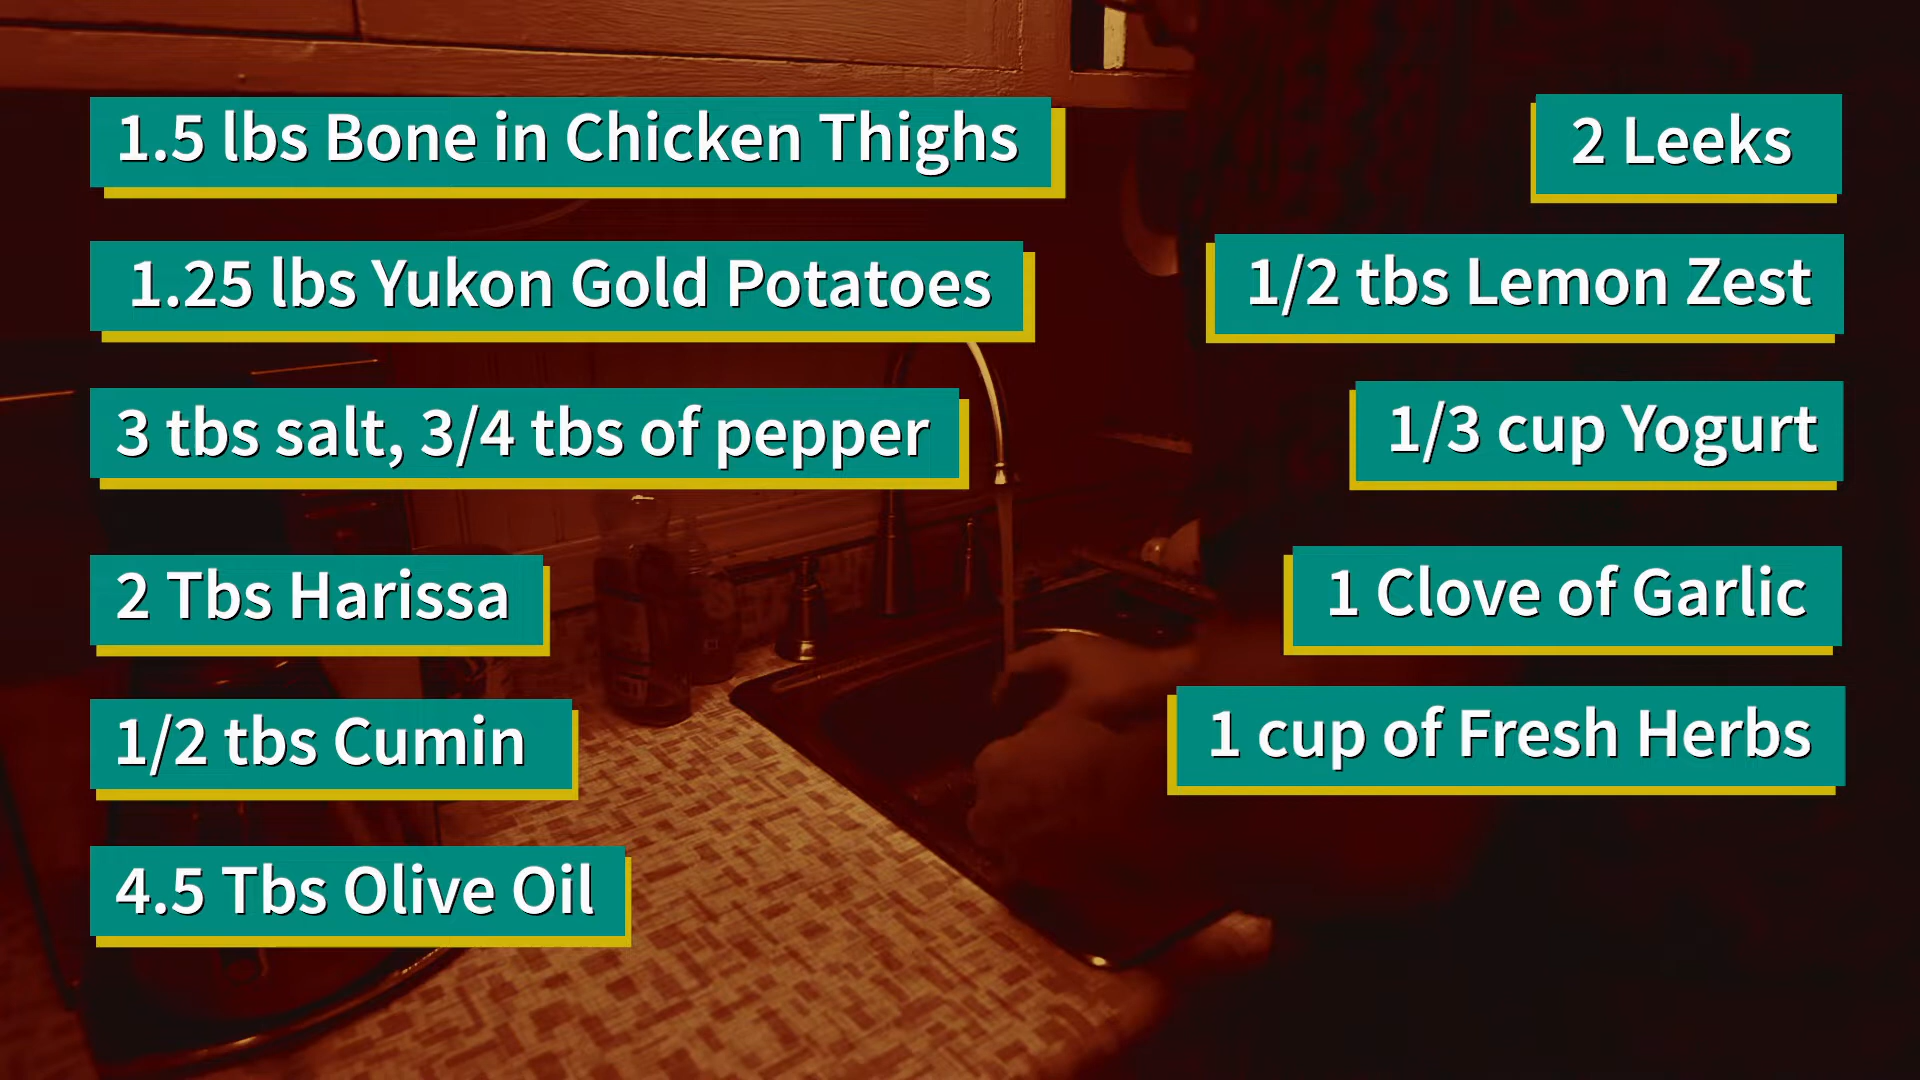 1.5 lbs Bone in Chicken Thighs
1.25 lbs Yukon Gold Potatoes
3 tbs salt, 3/4 tbs of pepper
2 Tbs Harissa
1/2 tbs Cumin
4.5 Tbs Olive Oil
2 Leeks
1/2 tbs Lemon Zest
1/3 cup Yogurt
1 Clove of Garlic
1 cup of Fresh Herbs